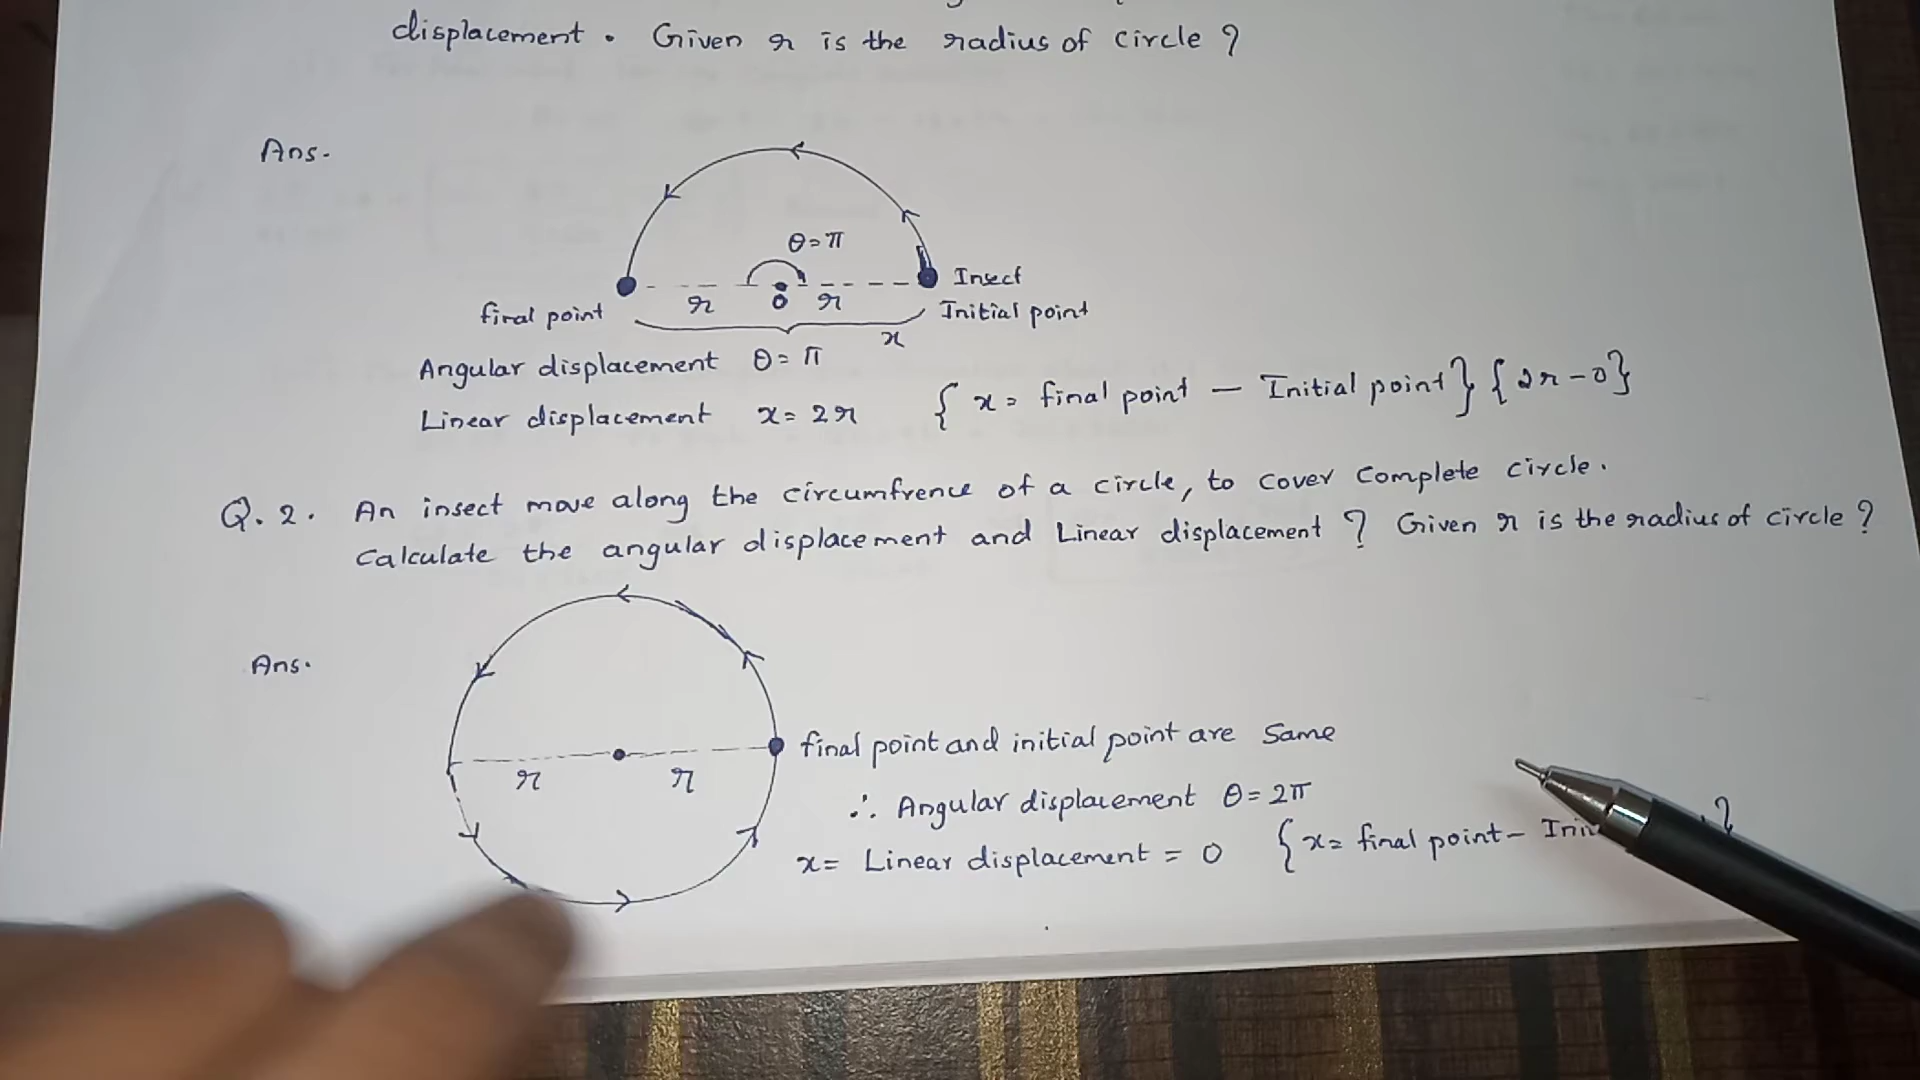 displacement. Given r is the radius of circle ?
Ans.
θ = π
Insect
r 0 r
final point
Initial point
x
Angular displacement θ = π
Linear displacement x = 2r { x = final point - Initial point } { 2r - 0 }
Q. 2. An insect move along the circumfrence of a circle, to cover complete circle.
Calculate the angular displacement and Linear displacement ? Given r is the radius of circle ?
Ans.
final point and initial point are same
r r
∴ Angular displacement θ = 2π
x = Linear displacement = 0 { x = final point - }